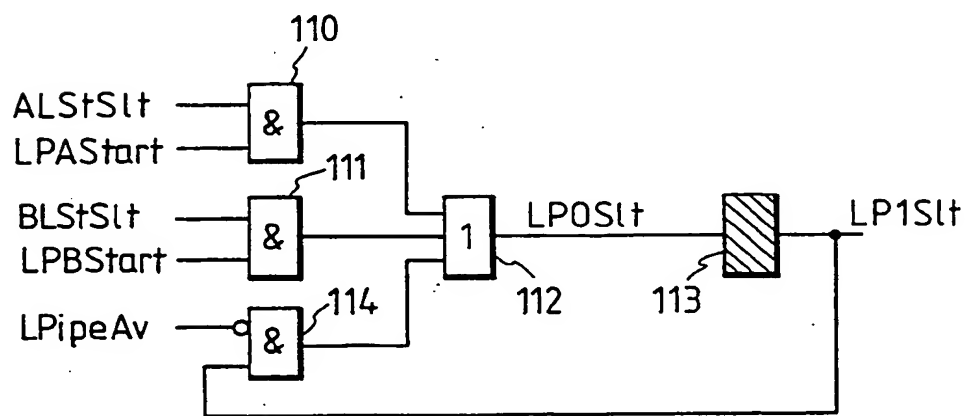 110
ALStSlt
&
LPAStart
111
BLStSlt
&
LPBStart
1
LP0Slt
LP1Slt
112
113
114
LPipeAv
&